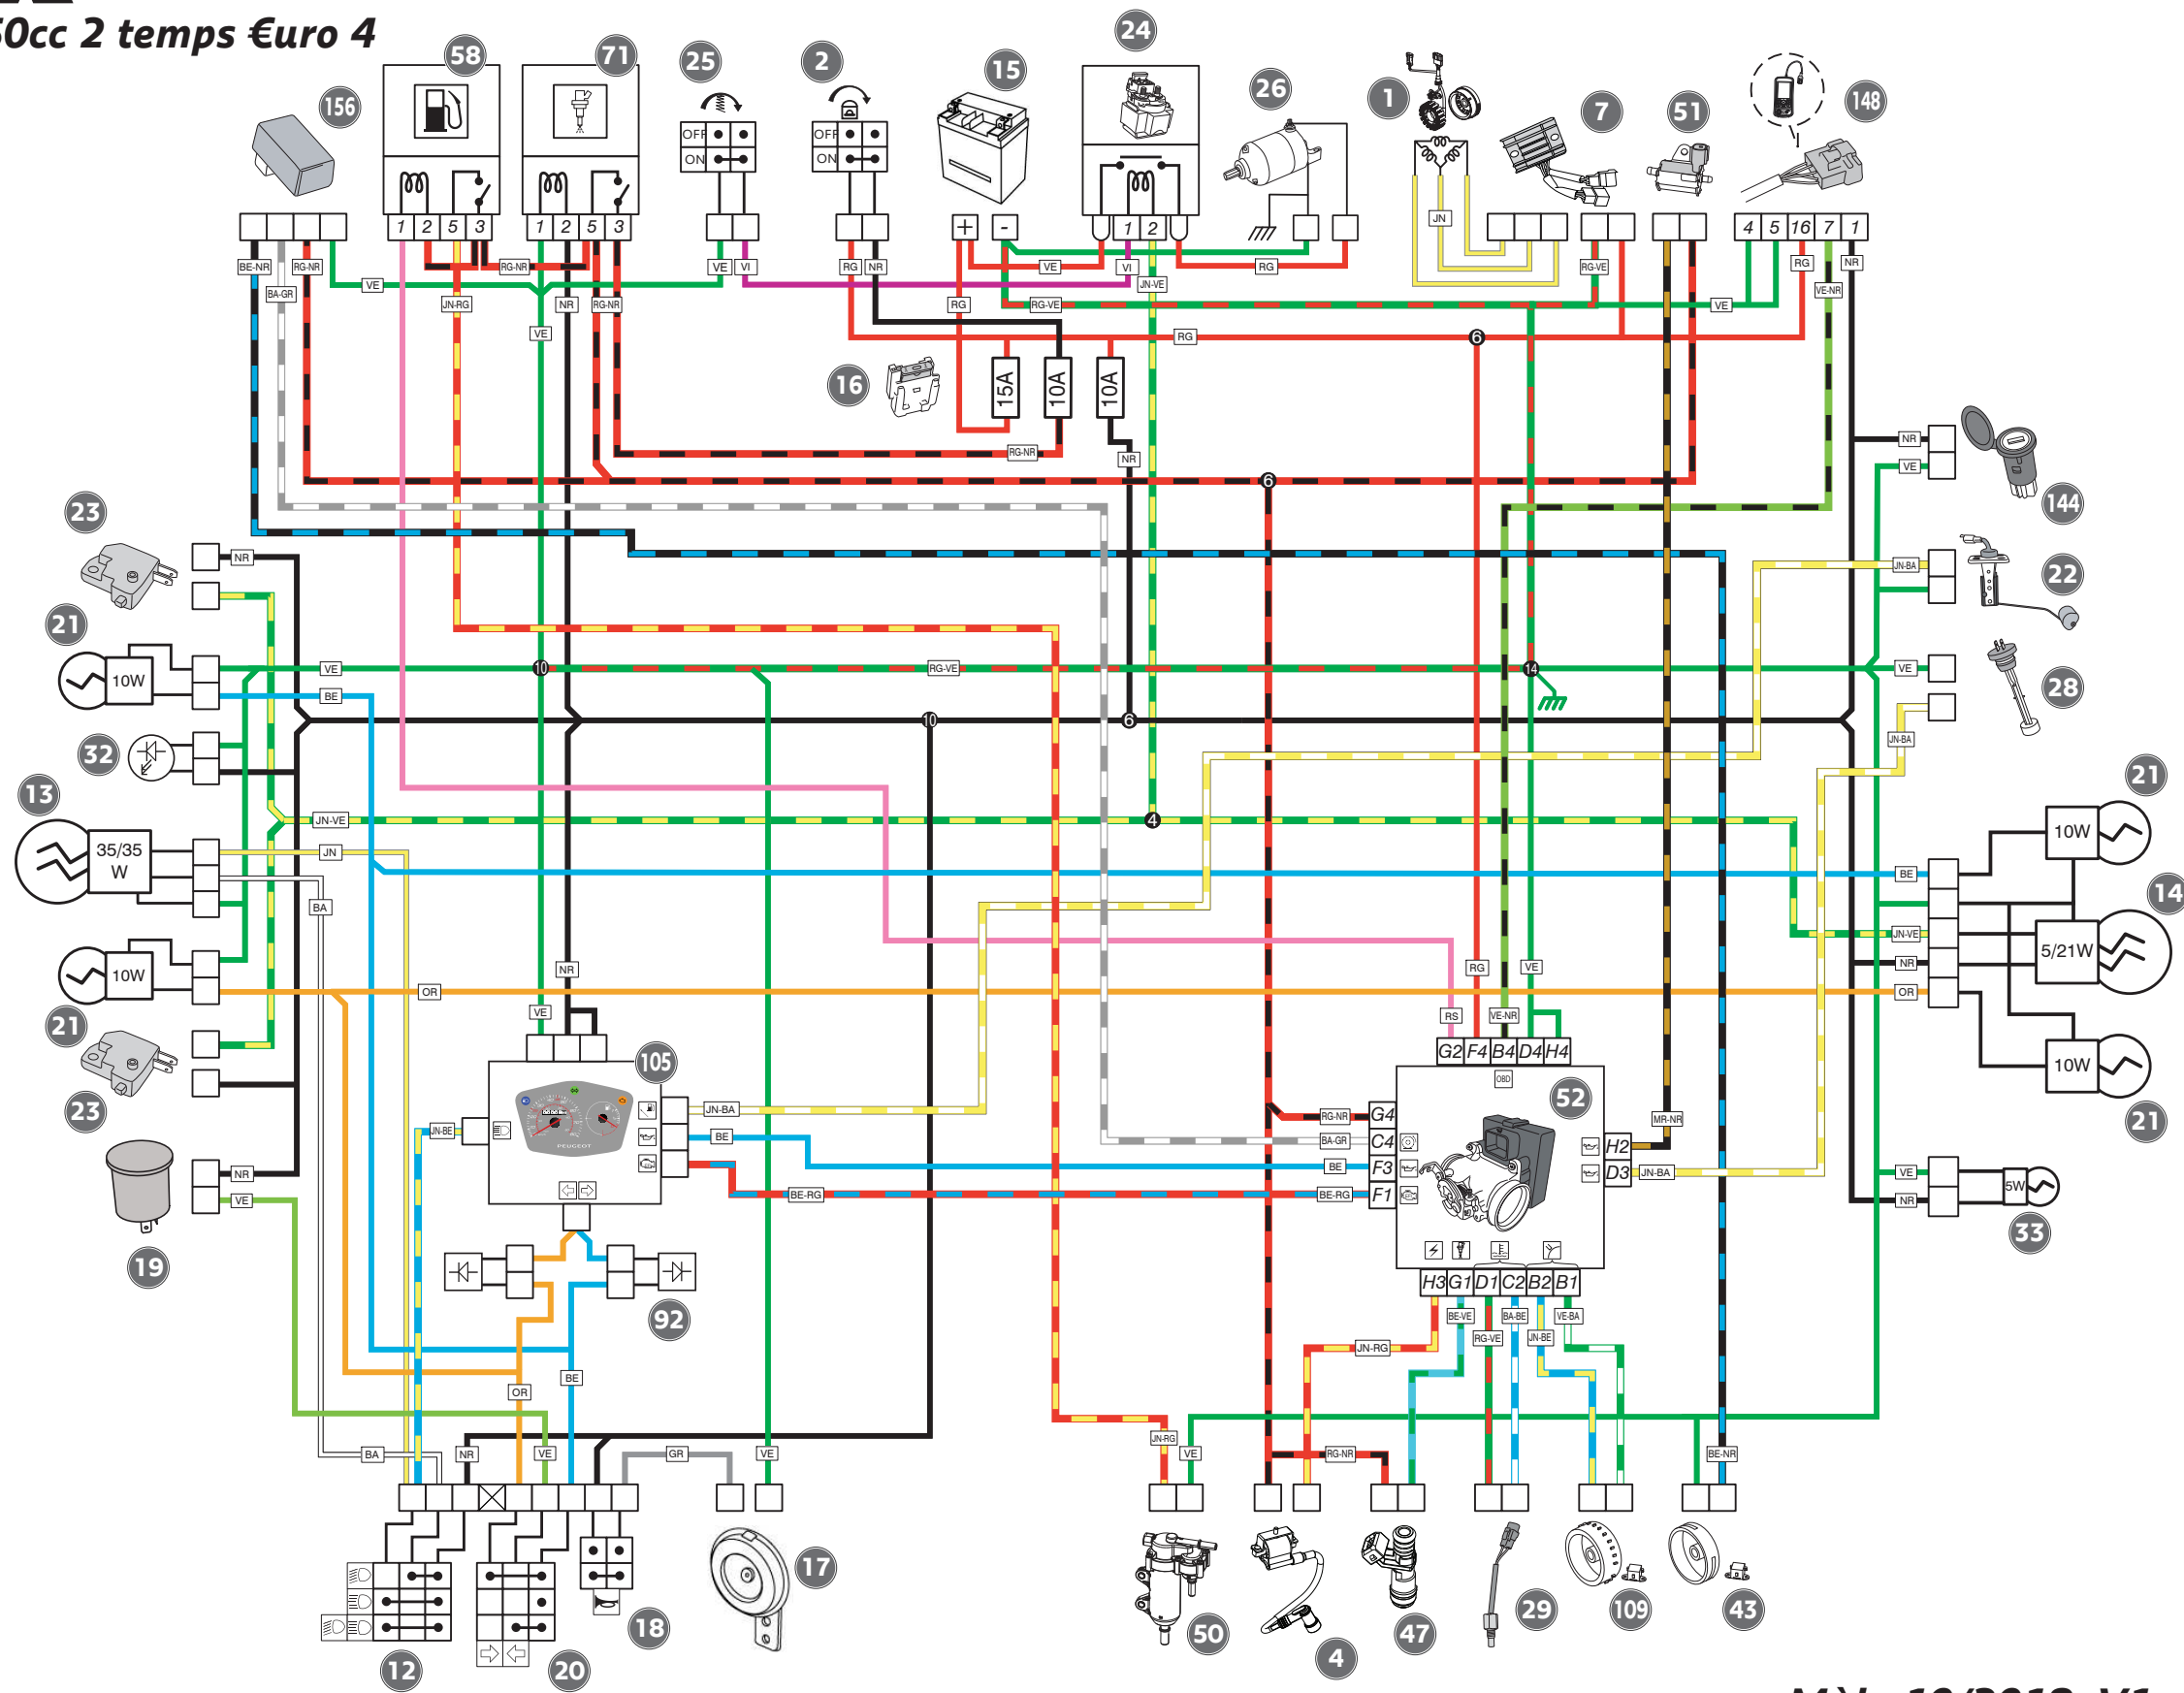 50cc 2 temps €uro 4
58 71 25 2 15 24 26 1 7 51 148
156
OFF OFF
ON ON
1 2 5 3 1 2 5 3 + - 1 2 JN 4 5 16 7 1
BE-NR RG-NR RG-NR VE VI RG NR VE VI RG RG-VE RG NR
BA-GR VE JN-RG NR RG-NR RG RG-VE JN-VE VE VE-NR
VE RG 6
16 15A 10A 10A
NR
RG-NR NR
VE
6
144
23
NR
JN-BA 22
21
10W VE 10 RG-VE 14 VE
BE 28
10 6
JN-BA
32
13 21
JN-VE 4 10W
35/35
W
JN
BE
14
BA
JN-VE
5/21W
10W NR RG VE NR
OR OR
21 VE RS VE-NR
G2 F4 B4 D4 H4
105 10W
OBD 52
23 JN-BA RG-NR G4 MR-NR 21
JN-BE BE BA-GR C4 H2
PEUGEOT
BE F3 D3 JN-BA VE
NR BE-RG BE-RG F1 5W
VE NR
33
19
H3 G1 D1 C2 B2 B1
92 BE-VE BA-BE VE-BA
RG-VE JN-BE
JN-RG
BE
OR
JN-RG
BA NR VE GR VE VE RG-NR BE-NR
17
18 50 4 47 29 109 43
12 20